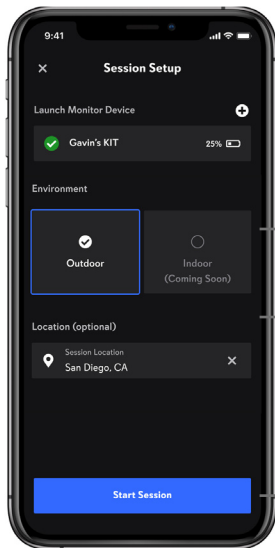 9:41
Session Setup
Launch Monitor Device
Gavin's KIT
25%
Environment
Outdoor
Indoor
(Coming Soon)
Location (optional)
Session Location
San Diego, CA
Start Session